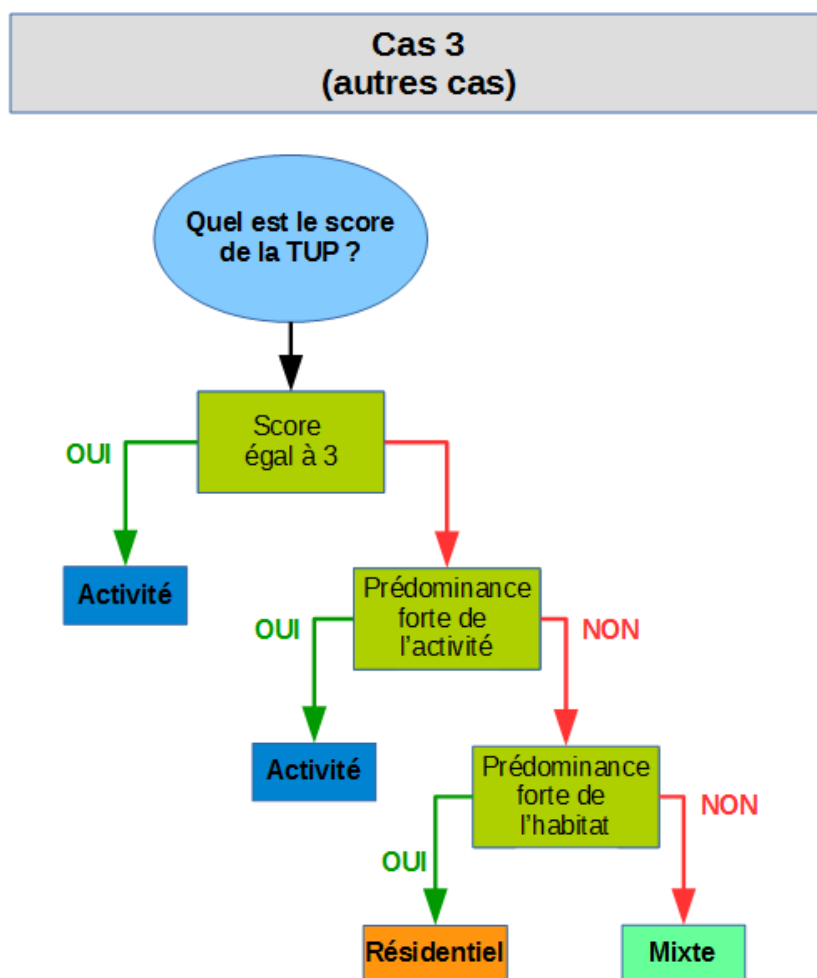 Cas 3
(autres cas)
Quel est le score
de la TUP ?
Score
égal à 3
OUI
Activité
Prédominance
forte de
l’activité
OUI
NON
Activité
Prédominance
forte de
l’habitat
NON
OUI
Résidentiel
Mixte